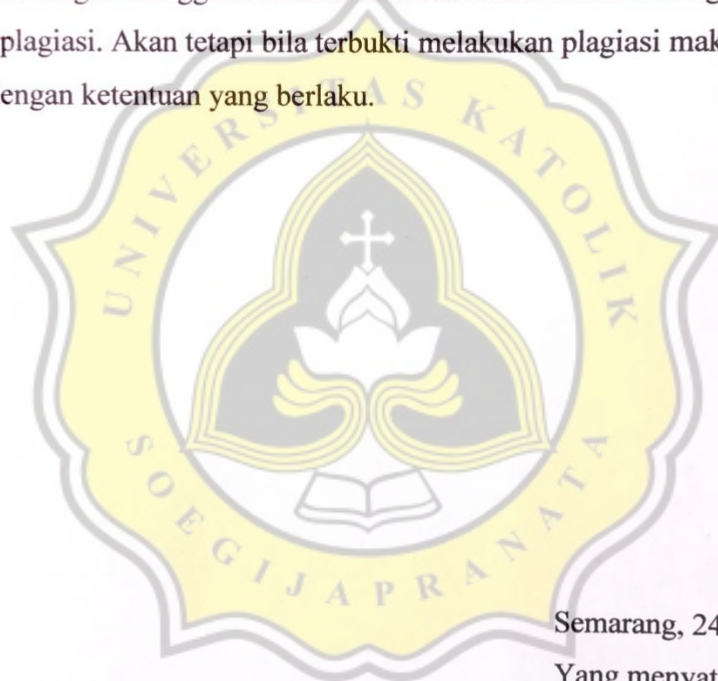 plagiasi. Akan tetapi bila terbukti melakukan plagiasi mak
engan ketentuan yang berlaku.
UNIVERSITAS KATOLIK
SOEGIJAPRANATA
Semarang, 24
Yang menyat